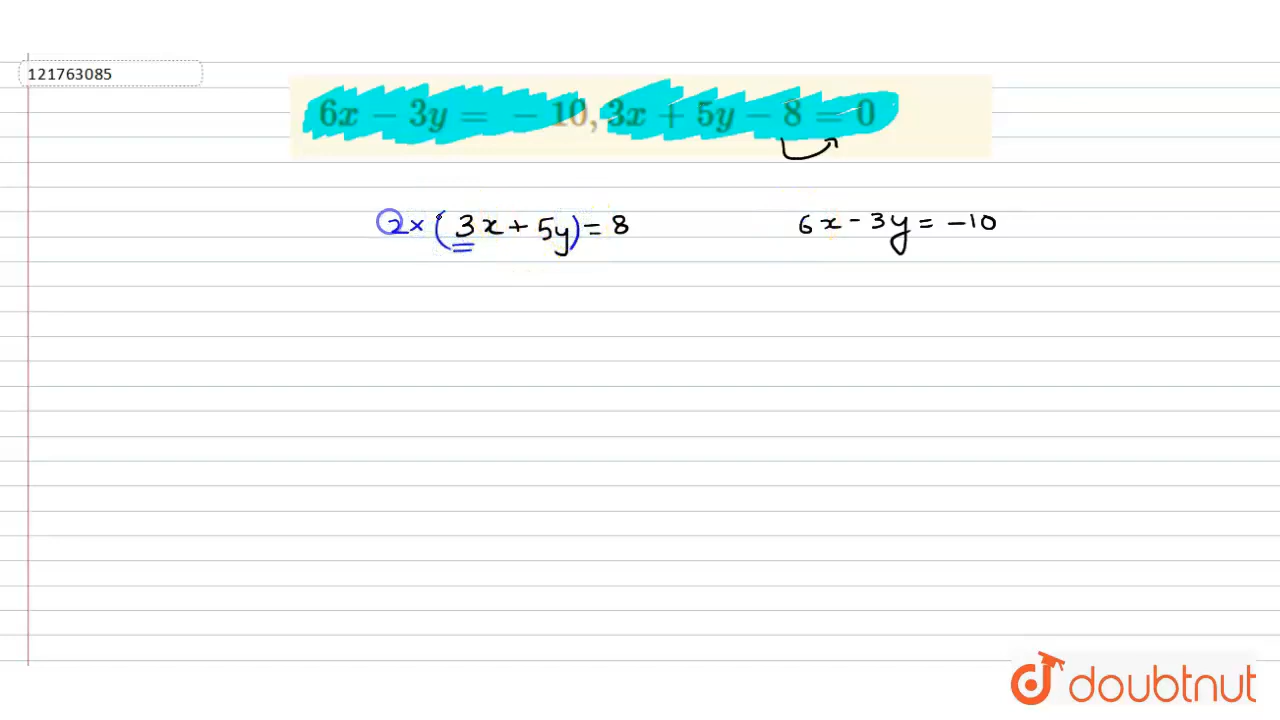 121763085
6x − 3y = − 10, 3x + 5y − 8 = 0
2 × (3x + 5y) = 8
6x − 3y = −10
doubtnut